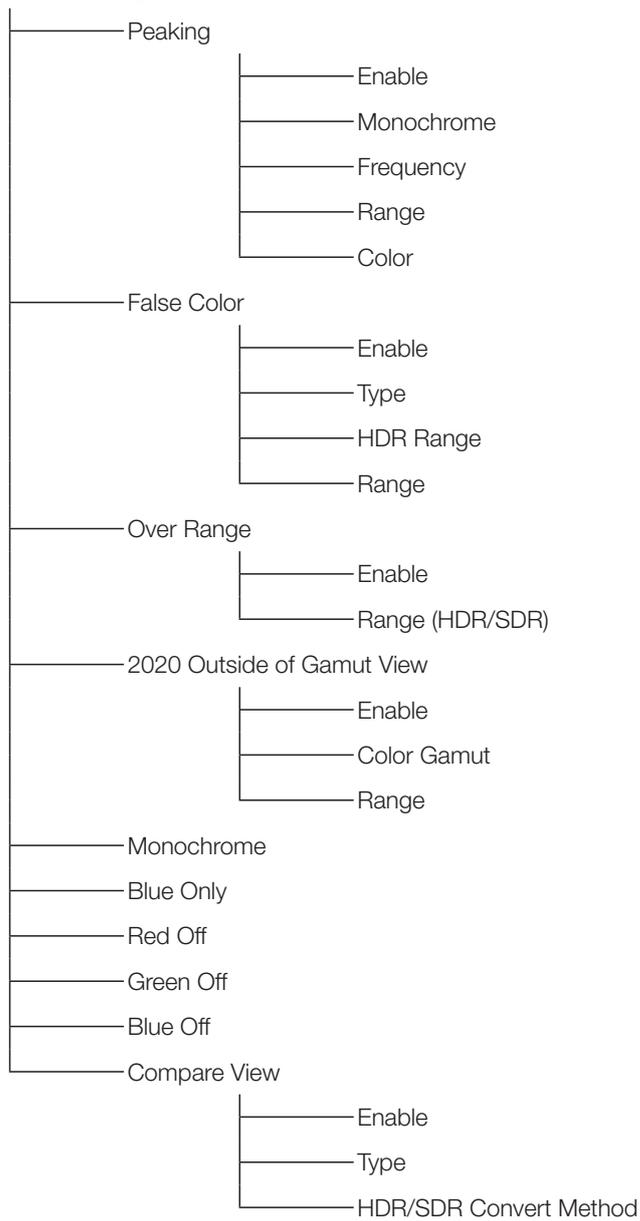 Peaking
Enable
Monochrome
Frequency
Range
Color
False Color
Enable
Type
HDR Range
Range
Over Range
Enable
Range (HDR/SDR)
2020 Outside of Gamut View
Enable
Color Gamut
Range
Monochrome
Blue Only
Red Off
Green Off
Blue Off
Compare View
Enable
Type
HDR/SDR Convert Method